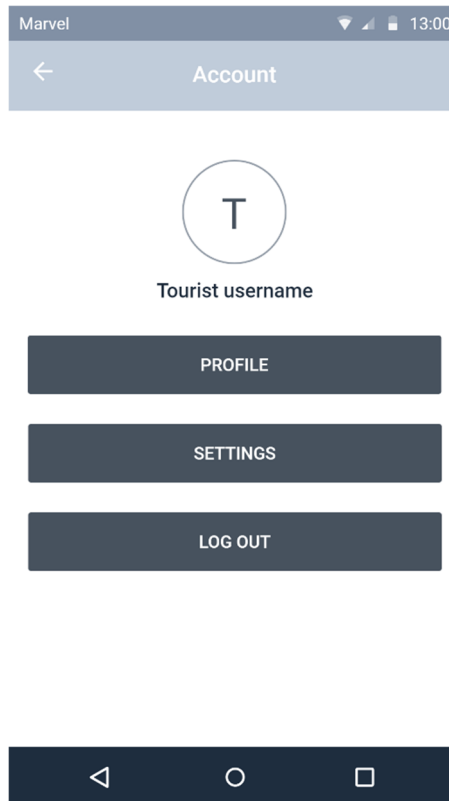 Marvel 13:00
Account
T
Tourist username
PROFILE
SETTINGS
LOG OUT